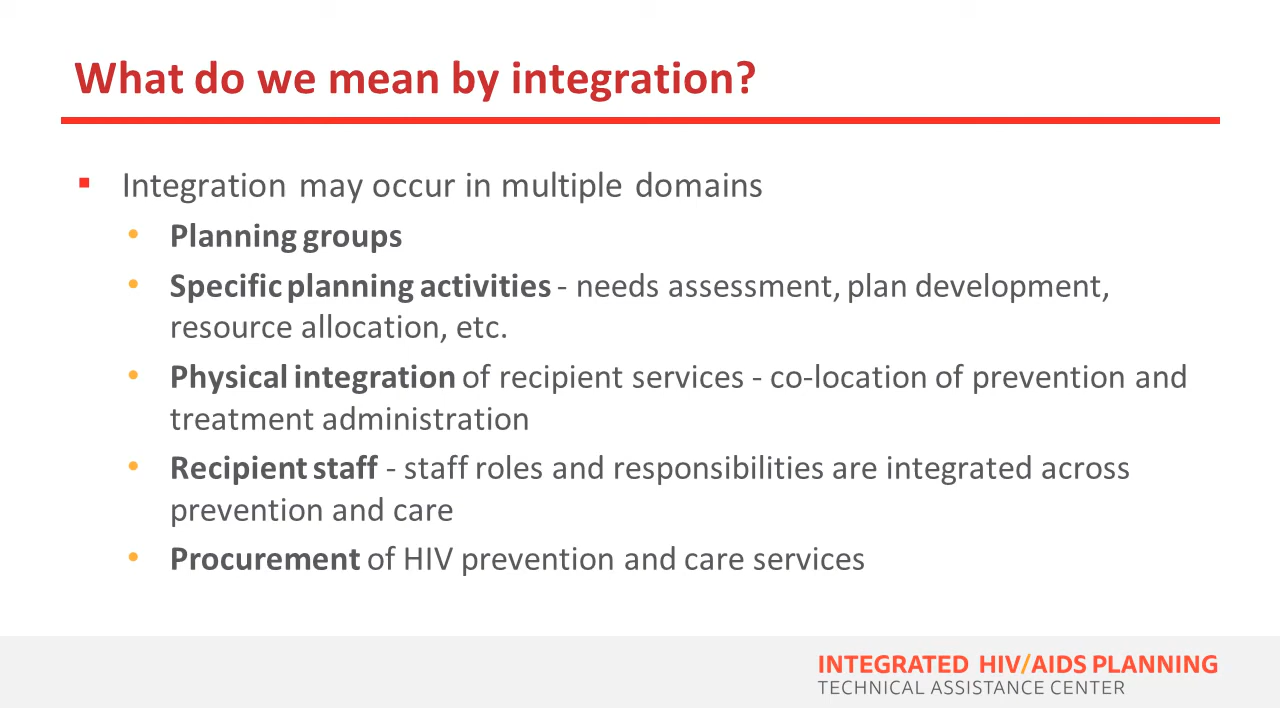 What do we mean by integration?
▪ Integration may occur in multiple domains
• Planning groups
• Specific planning activities - needs assessment, plan development,
resource allocation, etc.
• Physical integration of recipient services - co-location of prevention and
treatment administration
• Recipient staff - staff roles and responsibilities are integrated across
prevention and care
• Procurement of HIV prevention and care services
INTEGRATED HIV/AIDS PLANNING
TECHNICAL ASSISTANCE CENTER